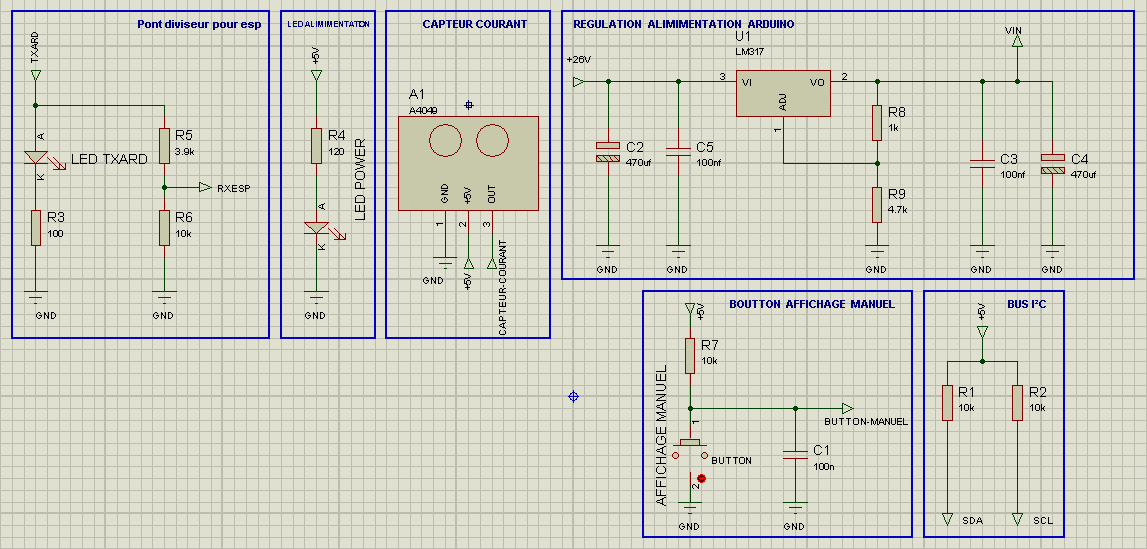 Pont diviseur pour esp
TXARD
A
LED TXARD
K
R3
100
GND
R5
3.9k
RXESP
R6
10k
GND
LED ALIMIMENTATION
+5V
R4
120
LED POWER
A
K
GND
CAPTEUR COURANT
A1
A4049
GND
+5V
OUT
1
2
3
GND
+5V
CAPTEUR-COURANT
REGULATION ALIMIMENTATION ARDUINO
+26V
U1
LM317
3
VI
VO
2
ADJ
1
VIN
C2
470uf
C5
100nf
R8
1k
R9
4.7k
C3
100nf
C4
470uf
GND
GND
GND
GND
GND
BOUTTON AFFICHAGE MANUEL
+5V
R7
10k
AFFICHAGE MANUEL
BUTTON-MANUEL
1
BUTTON
2
C1
100n
GND
GND
BUS I²C
+5V
R1
10k
R2
10k
SDA
SCL